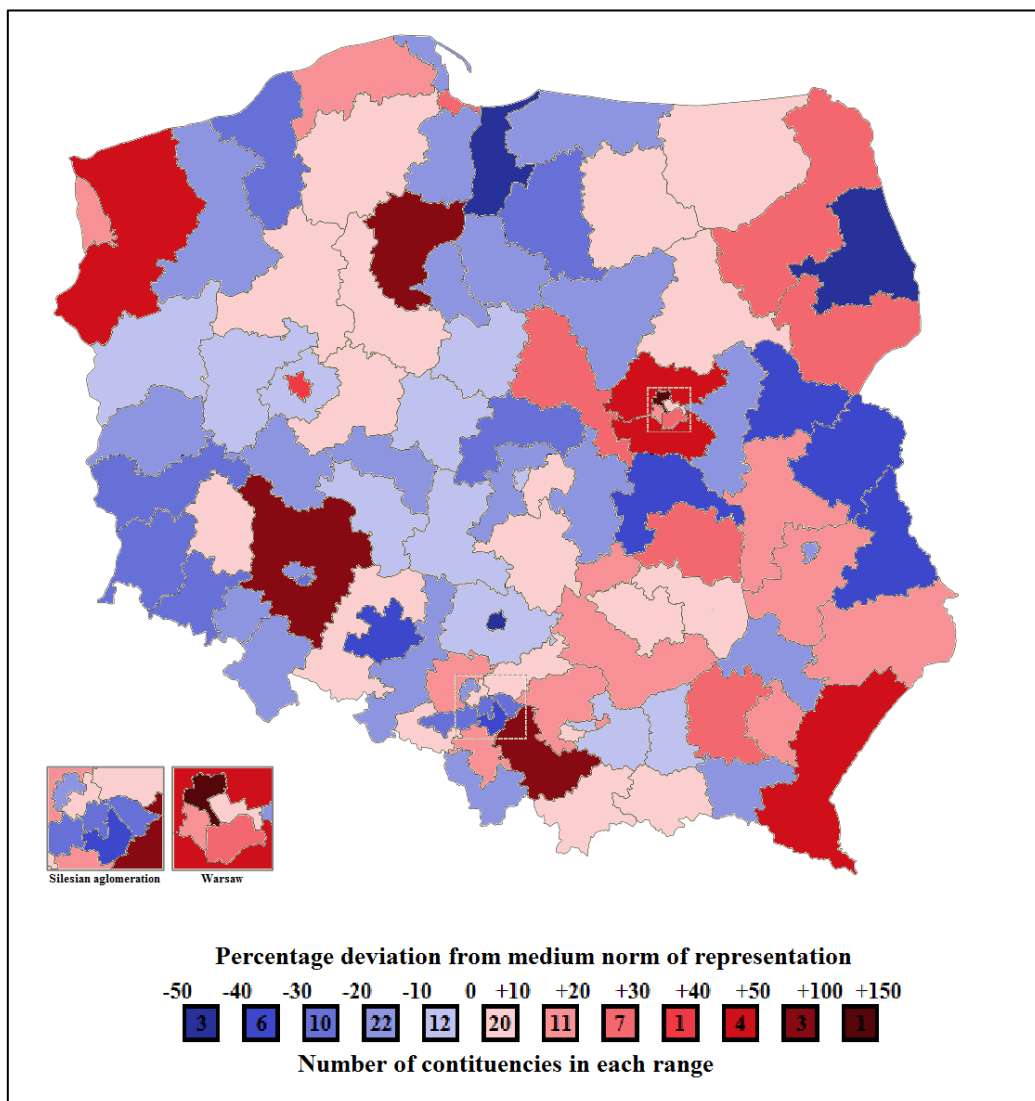 Silesian aglomeration
Warsaw
Percentage deviation from medium norm of representation
-50 -40 -30 -20 -10 0 +10 +20 +30 +40 +50 +100 +150
3 6 10 22 12 20 11 7 1 4 3 1
Number of contituencies in each range